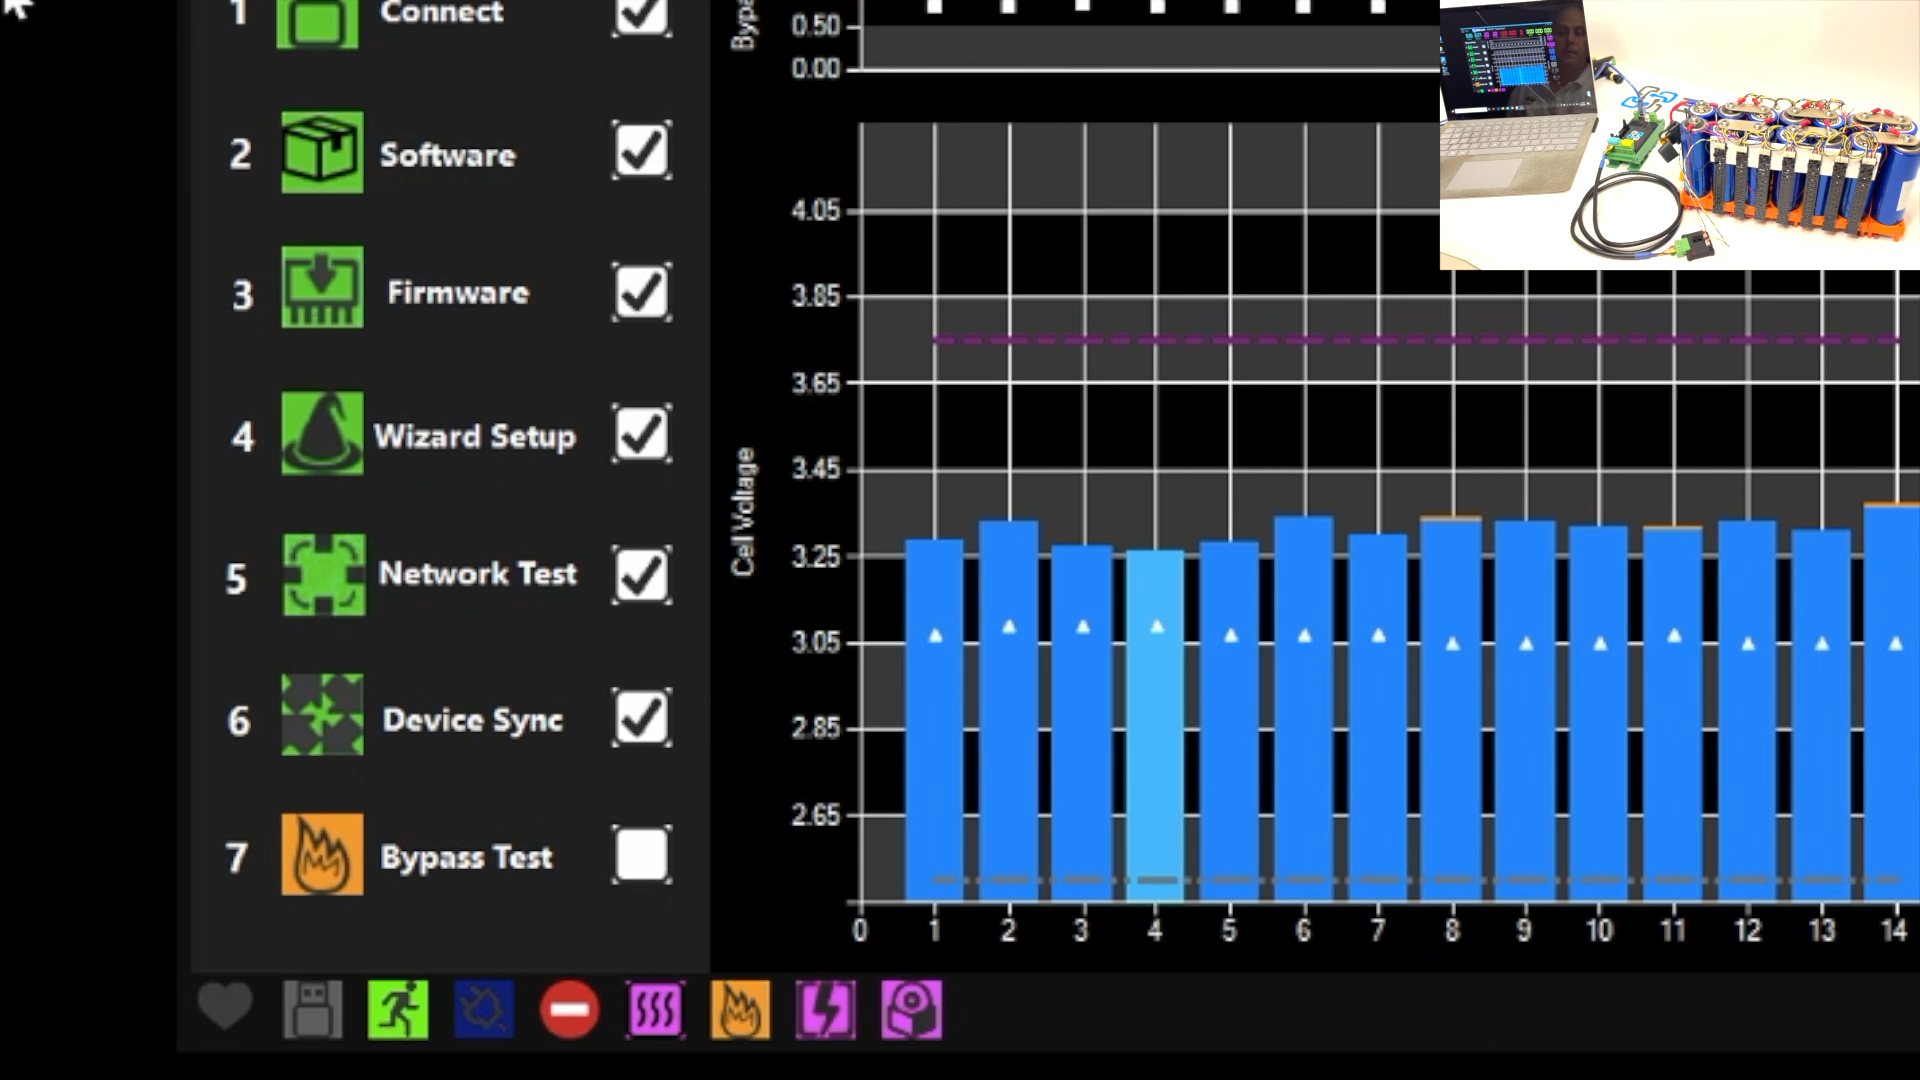 1 Connect
2 Software
3 Firmware
4 Wizard Setup
5 Network Test
6 Device Sync
7 Bypass Test
0.50
0.00
4.05
3.85
3.65
3.45
3.25
3.05
2.85
2.65
Cell Voltage
0 1 2 3 4 5 6 7 8 9 10 11 12 13 14